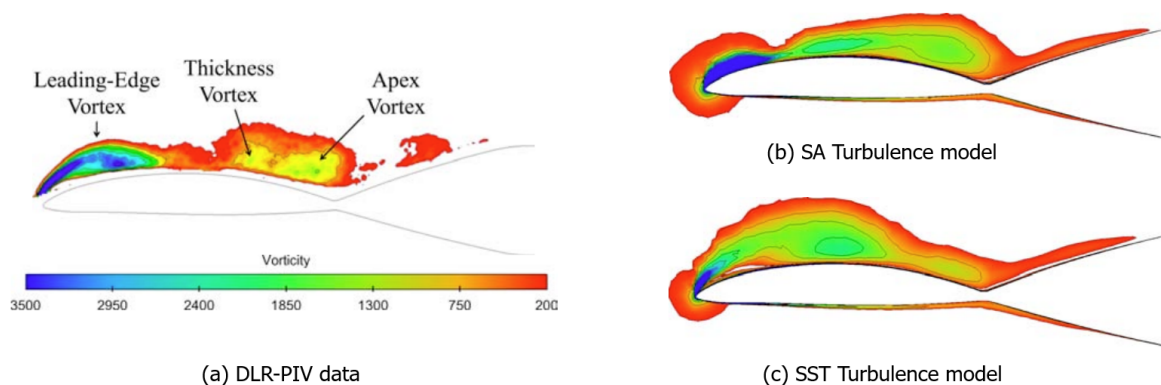 Leading-Edge
Vortex
Thickness
Vortex
Apex
Vortex
Vorticity
3500 2950 2400 1850 1300 750 200
(a) DLR-PIV data
(b) SA Turbulence model
(c) SST Turbulence model